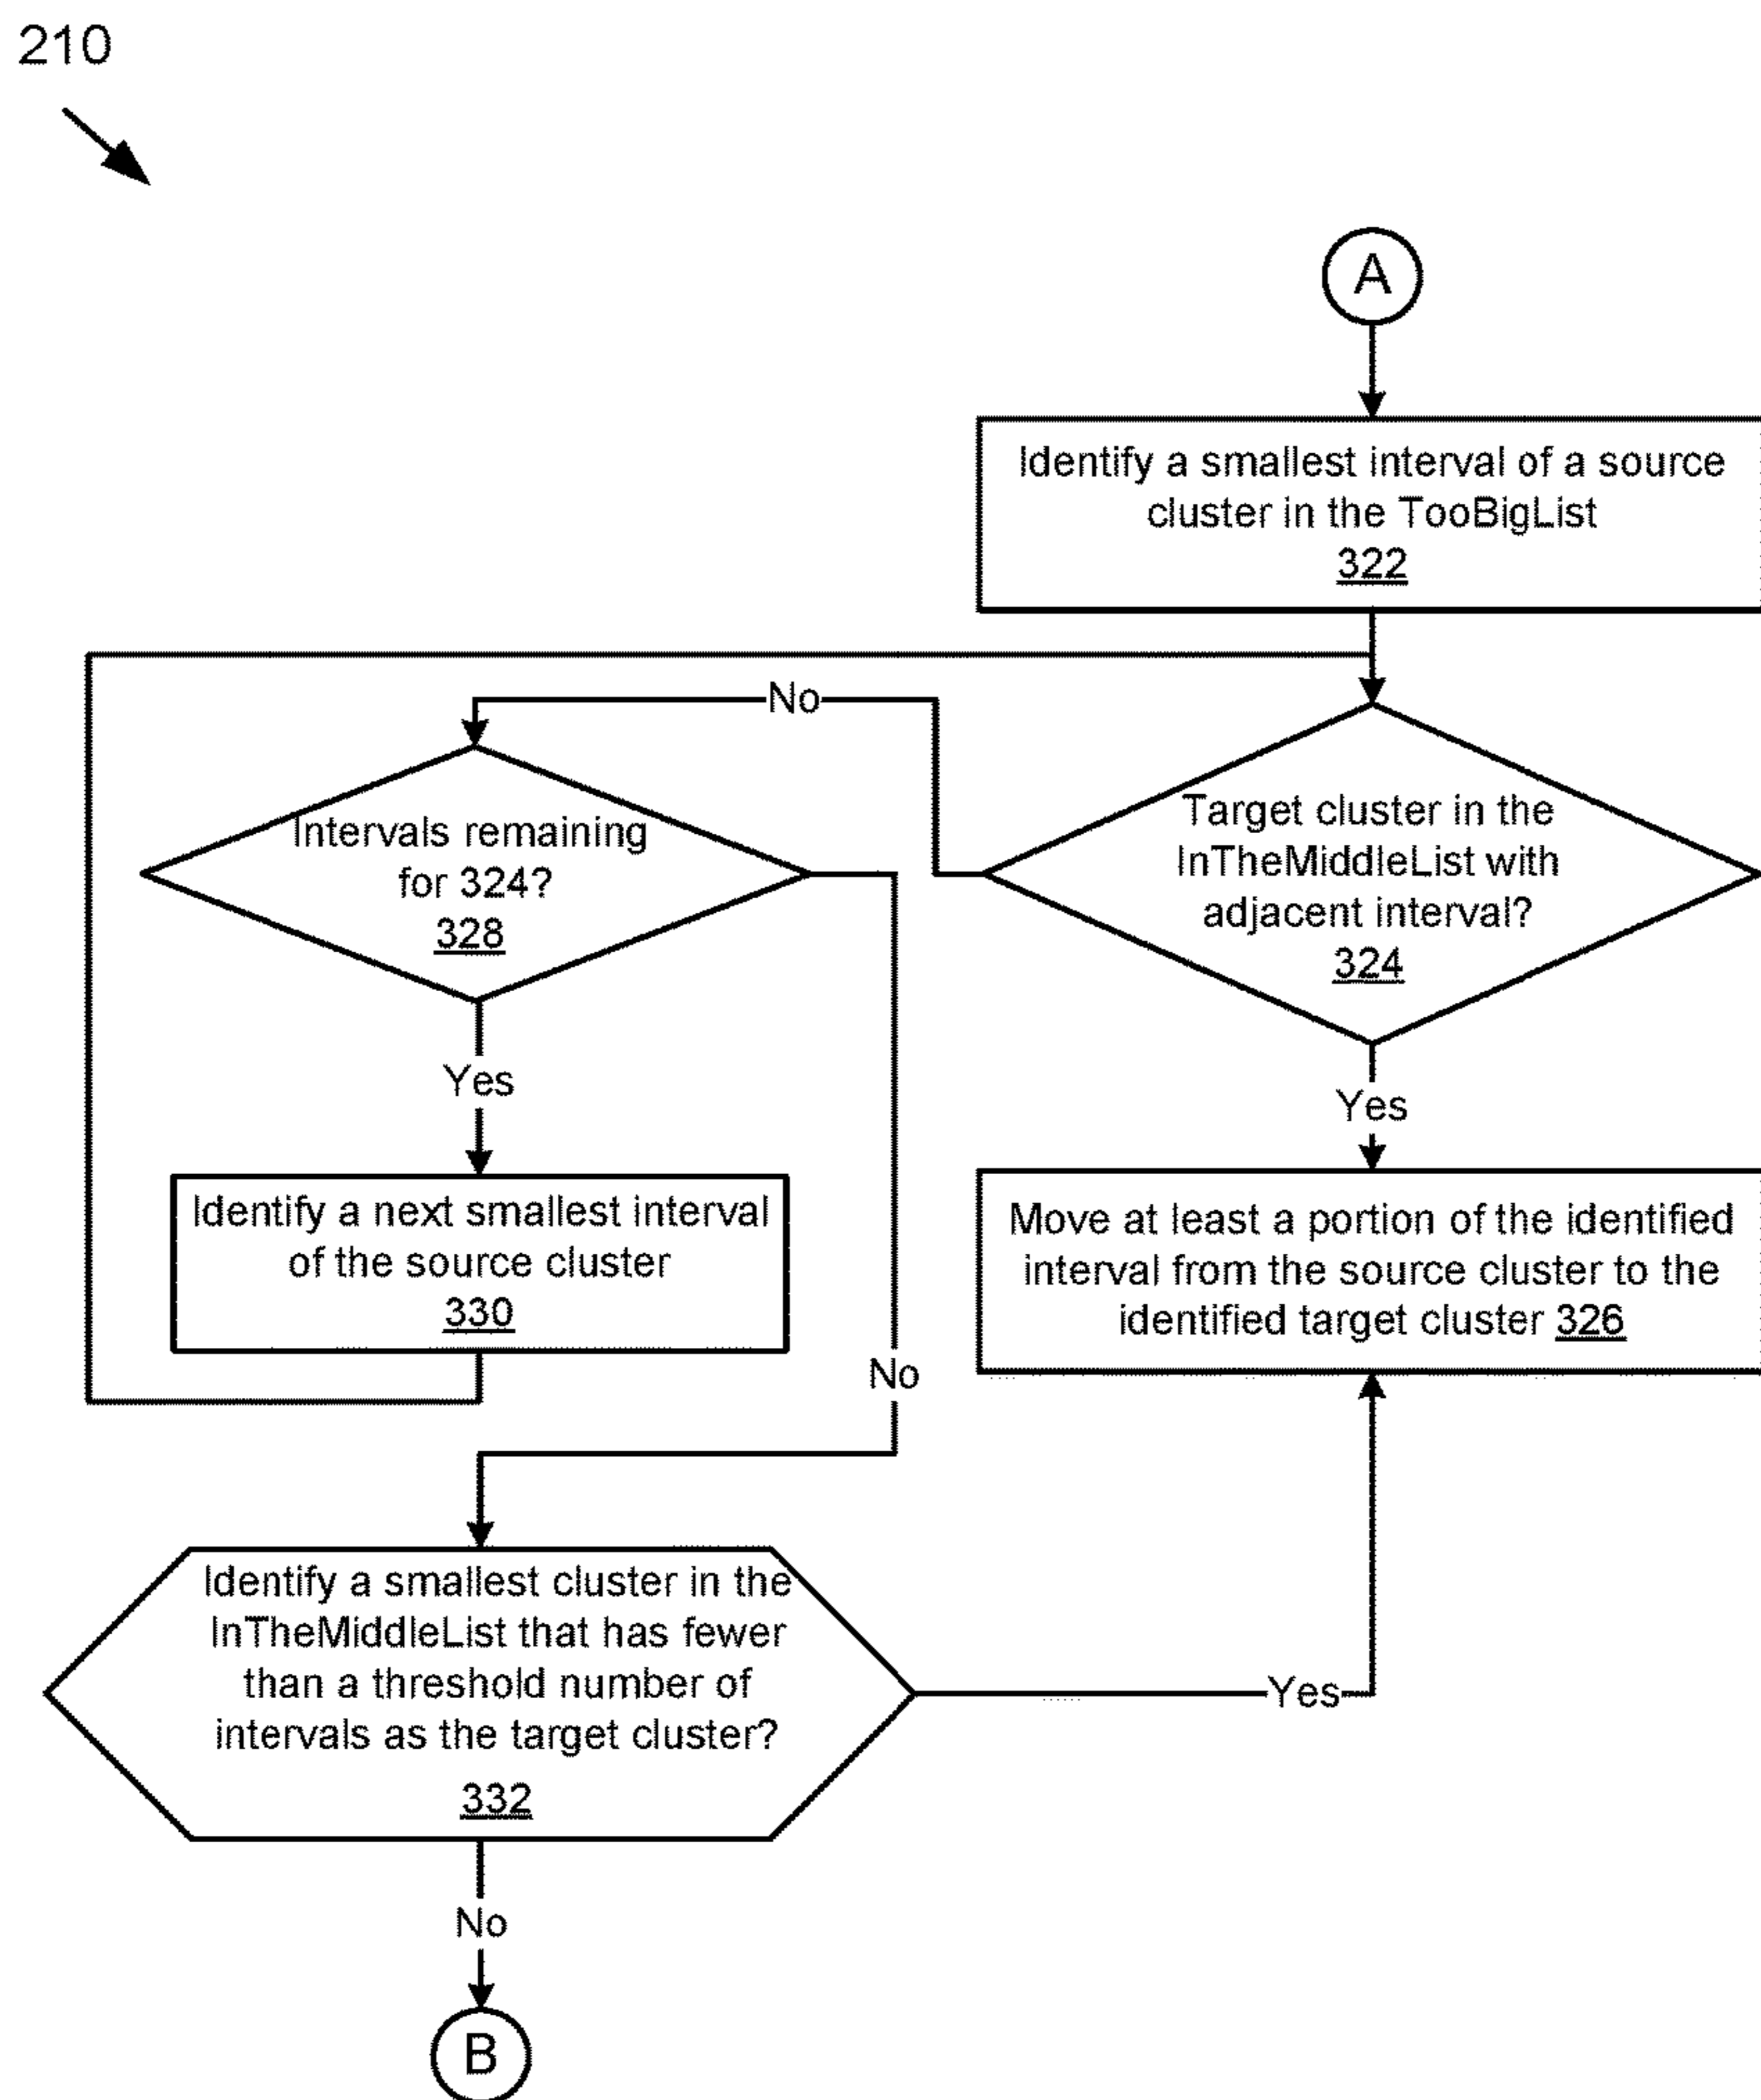 210
A
Identify a smallest interval of a source
cluster in the TooBigList
322
No
Intervals remaining
for 324?
328
Target cluster in the
InTheMiddleList with
adjacent interval?
324
Yes
Yes
Identify a next smallest interval
of the source cluster
330
Move at least a portion of the identified
interval from the source cluster to the
identified target cluster 326
No
Identify a smallest cluster in the
InTheMiddleList that has fewer
than a threshold number of
intervals as the target cluster?
332
Yes
No
B